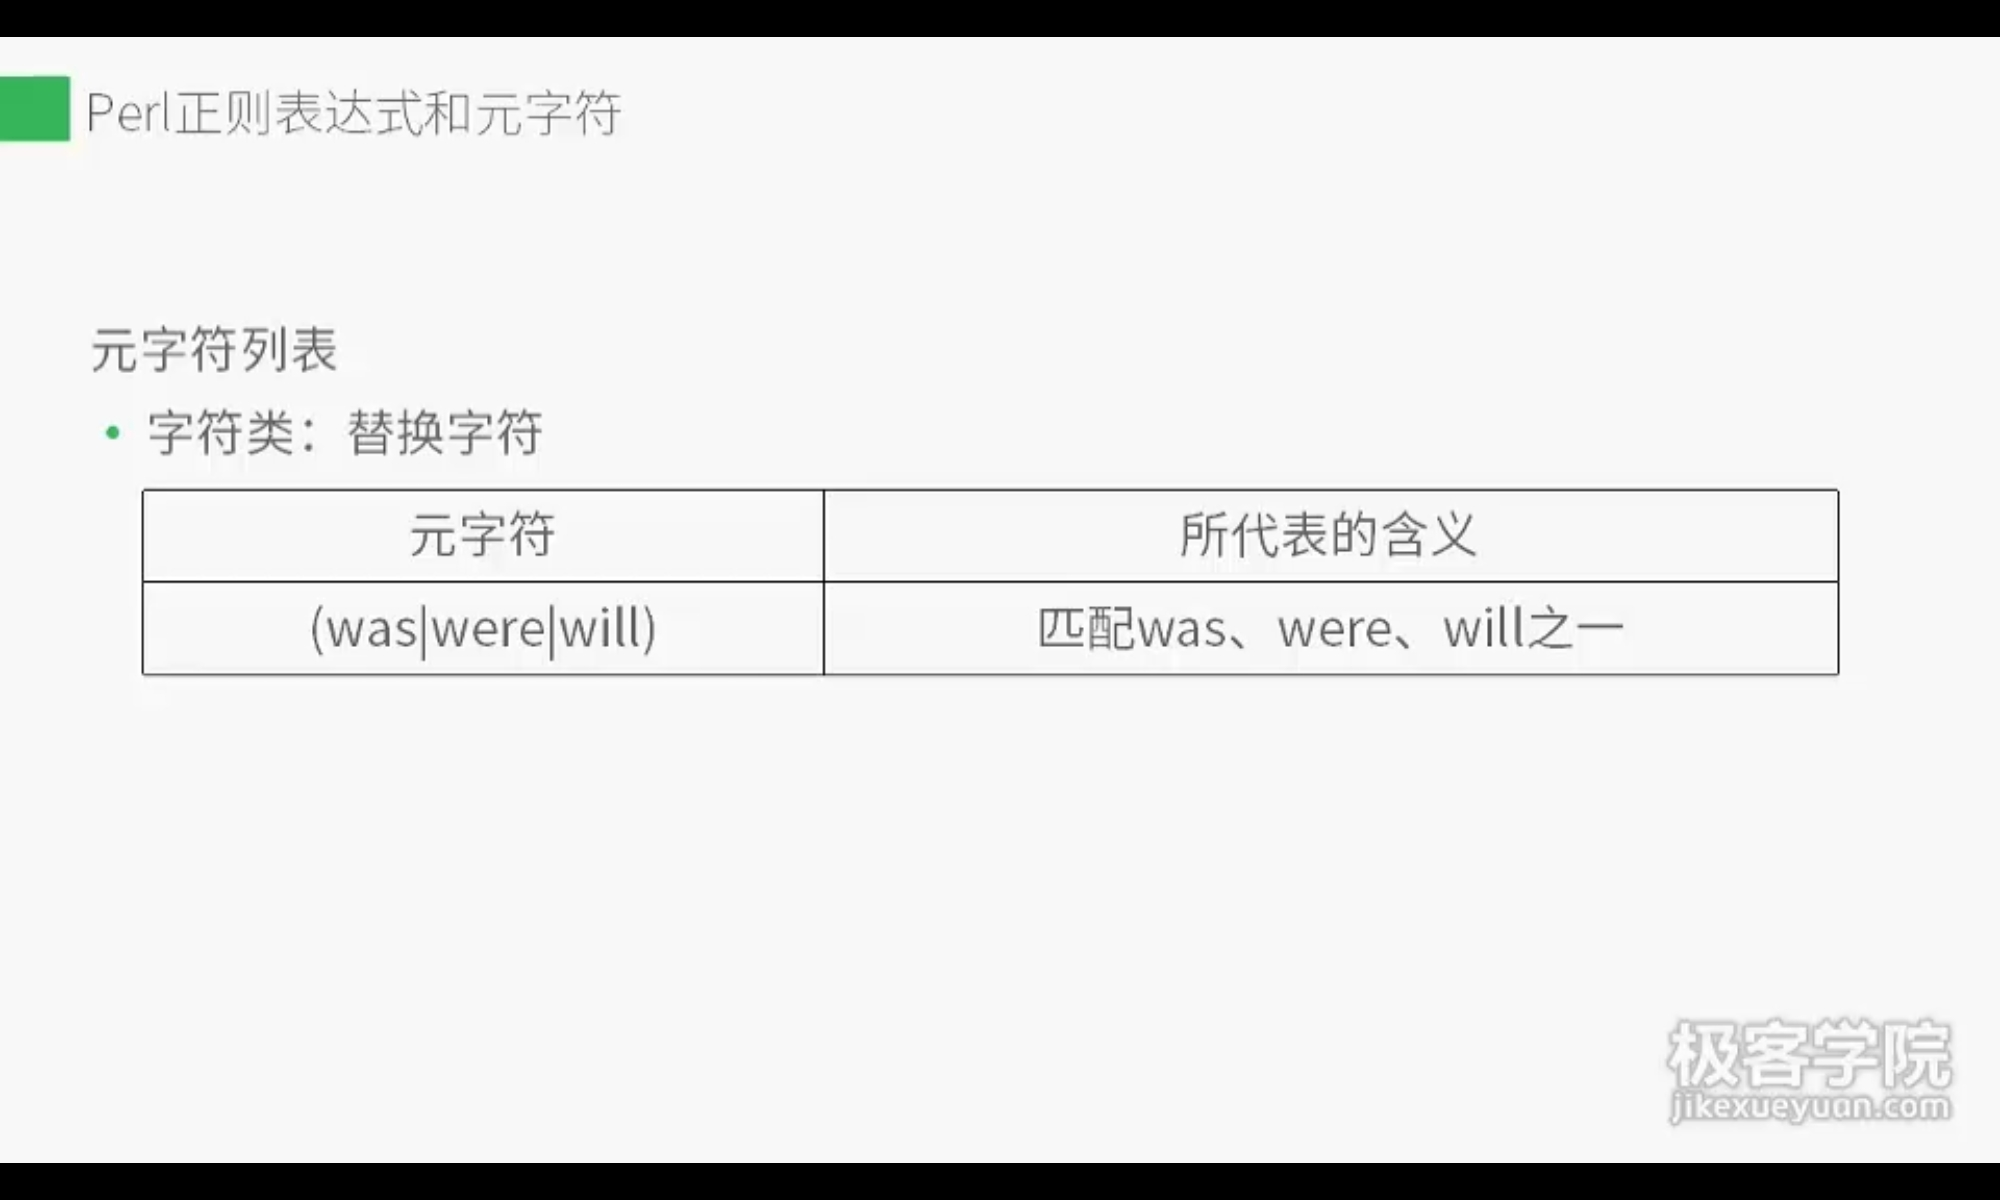 Perl正则表达式和元字符
元字符列表
• 字符类：替换字符
元字符 所代表的含义
(was|were|will) 匹配was、were、will之一
极客学院
jikexueyuan.com